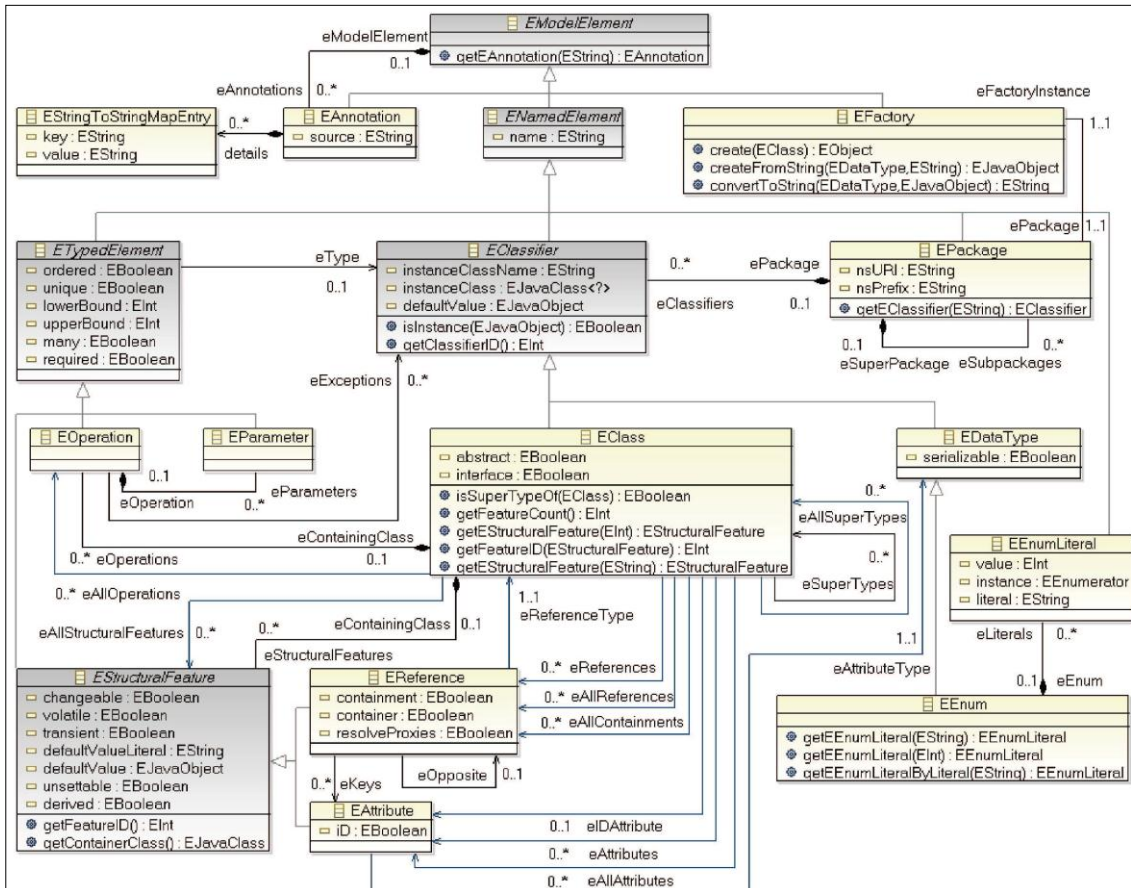 EModelElement
getEAnnotation(EString) : EAnnotation
eModelElement
0..1
eAnnotations
0..*
EStringToStringMapEntry
key : EString
value : EString
0..*
details
EAnnotation
source : EString
ENamedElement
name : EString
eFactoryInstance
1..1
EFactory
create(EClass) : EObject
createFromString(EDataType,EString) : EJavaObject
convertToString(EDataType,EJavaObject) : EString
ePackage 1..1
ETypedElement
ordered : EBoolean
unique : EBoolean
lowerBound : EInt
upperBound : EInt
many : EBoolean
required : EBoolean
eType
0..1
EClassifier
instanceClassName : EString
instanceClass : EJavaClass<?>
defaultValue : EJavaObject
isInstance(EJavaObject) : EBoolean
getClassifierID() : EInt
0..*
ePackage
eClassifiers
0..1
EPackage
nsURI : EString
nsPrefix : EString
getEClassifier(EString) : EClassifier
0..1
0..*
eSuperPackage
eSubpackages
eExceptions
0..*
EOperation
EParameter
0..1
eParameters
eOperation
0..*
EClass
abstract : EBoolean
interface : EBoolean
isSuperTypeOf(EClass) : EBoolean
getFeatureCount() : EInt
getEStructuralFeature(EInt) : EStructuralFeature
getFeatureID(EStructuralFeature) : EInt
getEStructuralFeature(EString) : EStructuralFeature
EDataType
serializable : EBoolean
0..*
eAllSuperTypes
0..*
eSuperTypes
eContainingClass
0..*
eOperations
0..1
0..*
eAllOperations
EEnumLiteral
value : EInt
instance : EEnumerator
literal : EString
eLiterals
0..*
0..1
eEnum
1..1
eReferenceType
eAllStructuralFeatures
0..*
0..*
eContainingClass
0..1
eStructuralFeatures
1..1
eAttributeType
EStructuralFeature
changeable : EBoolean
volatile : EBoolean
transient : EBoolean
defaultValueLiteral : EString
defaultValue : EJavaObject
unsettable : EBoolean
derived : EBoolean
getFeatureID() : EInt
getContainerClass() : EJavaClass
EReference
containment : EBoolean
container : EBoolean
resolveProxies : EBoolean
0..*
eReferences
0..*
eAllReferences
0..*
eAllContainments
EEnum
getEEnumLiteral(EString) : EEnumLiteral
getEEnumLiteral(EInt) : EEnumLiteral
getEEnumLiteralByLiteral(EString) : EEnumLiteral
eOpposite
0..1
0..*
eKeys
EAttribute
iD : EBoolean
0..1
eIDAttribute
0..*
eAttributes
0..*
eAllAttributes